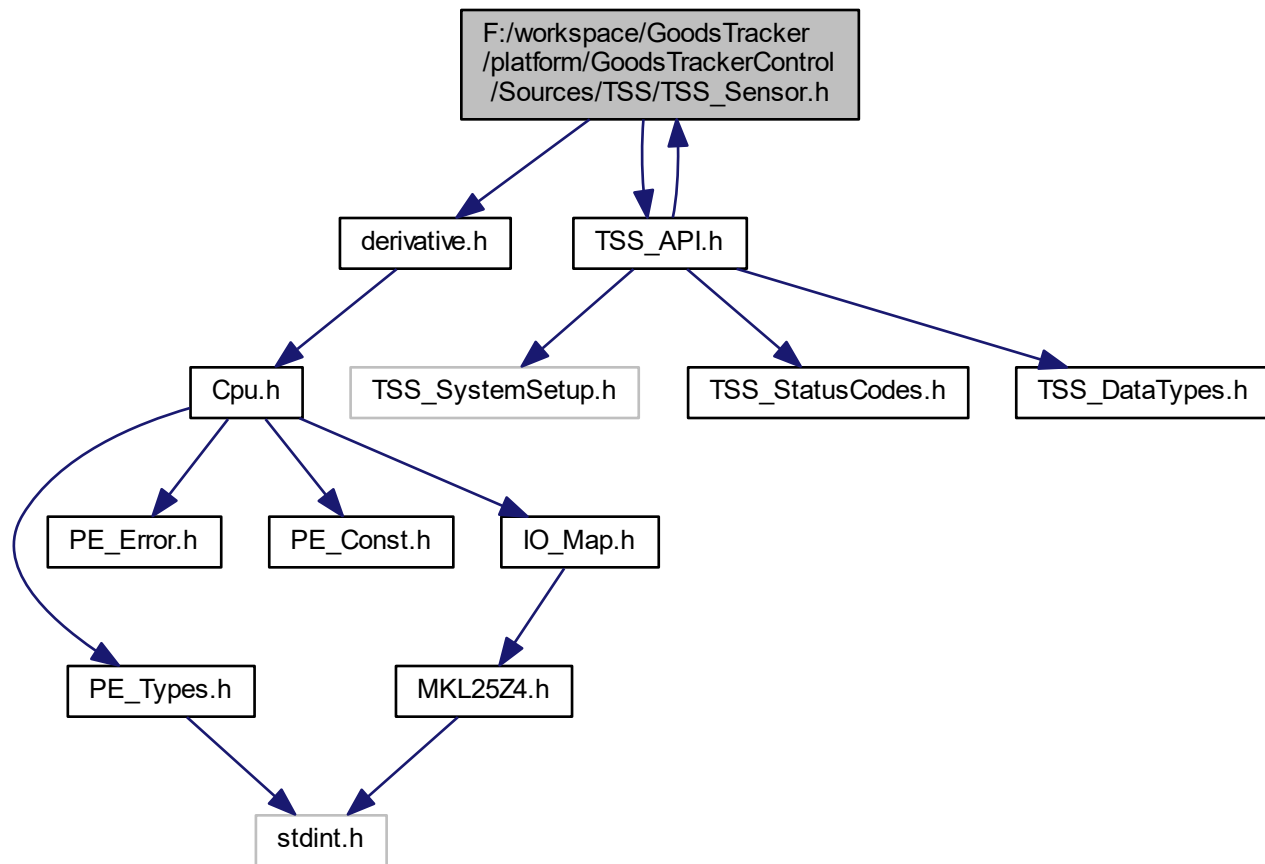 F:/workspace/GoodsTracker
/platform/GoodsTrackerControl
/Sources/TSS/TSS_Sensor.h
derivative.h
TSS_API.h
Cpu.h
TSS_SystemSetup.h
TSS_StatusCodes.h
TSS_DataTypes.h
PE_Error.h
PE_Const.h
IO_Map.h
PE_Types.h
MKL25Z4.h
stdint.h